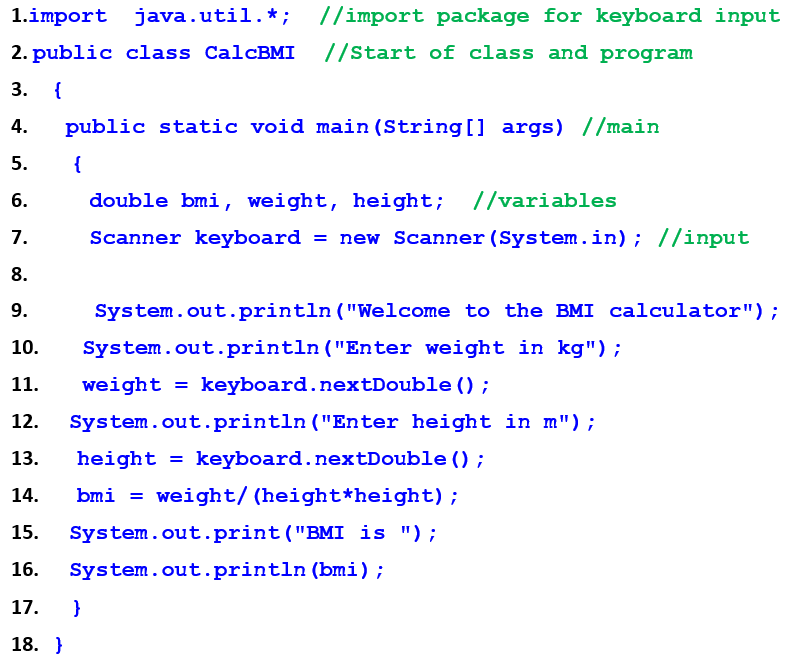 1.import  java.util.*;  //import package for keyboard input
2. public class CalcBMI  //Start of class and program
3.  {
4.   public static void main(String[] args) //main
5.    {
6.     double bmi, weight, height;  //variables
7.     Scanner keyboard = new Scanner(System.in); //input
8.
9.     System.out.println("Welcome to the BMI calculator");
10.    System.out.println("Enter weight in kg");
11.    weight = keyboard.nextDouble();
12.   System.out.println("Enter height in m");
13.    height = keyboard.nextDouble();
14.    bmi = weight/(height*height);
15.   System.out.print("BMI is ");
16.   System.out.println(bmi);
17.   }
18.  }